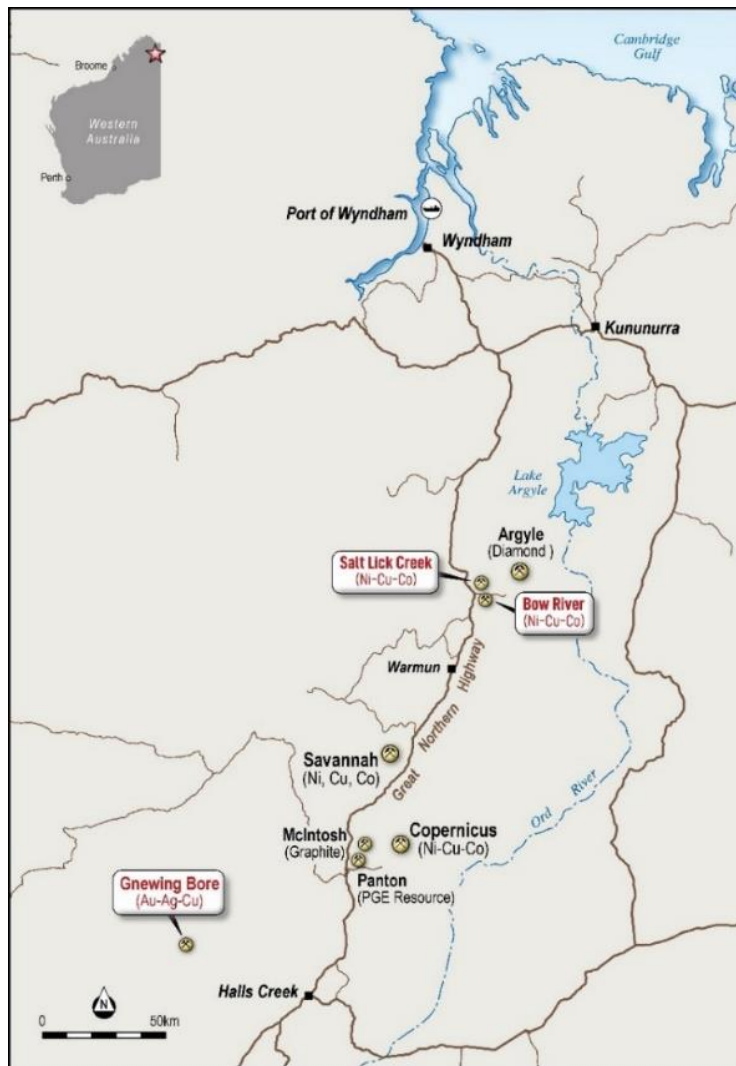 Broome
Western
Australia
Perth
Cambridge
Gulf
Port of Wyndham
Wyndham
Kununurra
Lake
Argyle
Argyle
(Diamond )
Salt Lick Creek
(Ni-Cu-Co)
Bow River
(Ni-Cu-Co)
Warmun
Great Northern Highway
Savannah
(Ni, Cu, Co)
Ord River
McIntosh
(Graphite)
Copernicus
(Ni-Cu-Co)
Panton
(PGE Resource)
Gnewing Bore
(Au-Ag-Cu)
Halls Creek
N
0 50km